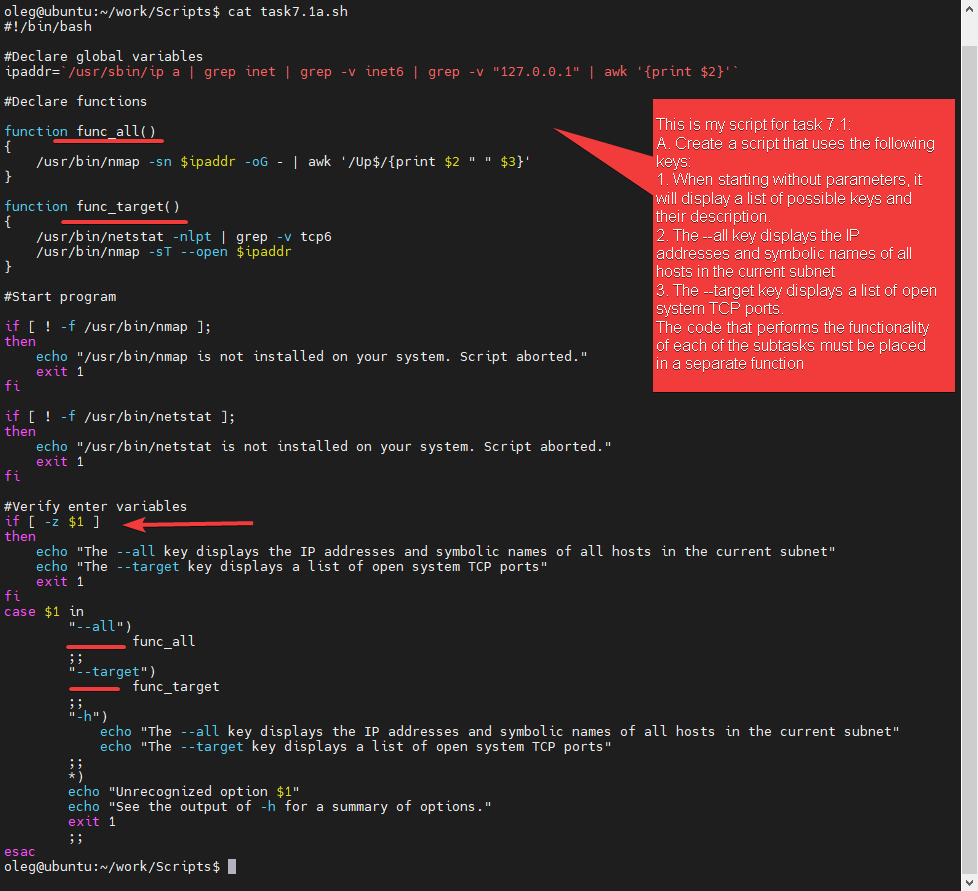 oleg@ubuntu:~/work/Scripts$ cat task7.1a.sh
#!/bin/bash

#Declare global variables
ipaddr=`/usr/sbin/ip a | grep inet | grep -v inet6 | grep -v "127.0.0.1" | awk '{print $2}'`

#Declare functions

function func_all()
{
    /usr/bin/nmap -sn $ipaddr -oG - | awk '/Up$/{print $2 " " $3}'
}

function func_target()
{
    /usr/bin/netstat -nlpt | grep -v tcp6
    /usr/bin/nmap -sT --open $ipaddr
}

#Start program

if [ ! -f /usr/bin/nmap ];
then
    echo "/usr/bin/nmap is not installed on your system. Script aborted."
    exit 1
fi

if [ ! -f /usr/bin/netstat ];
then
    echo "/usr/bin/netstat is not installed on your system. Script aborted."
    exit 1
fi

#Verify enter variables
if [ -z $1 ]
then
    echo "The --all key displays the IP addresses and symbolic names of all hosts in the current subnet"
    echo "The --target key displays a list of open system TCP ports"
    exit 1
fi
case $1 in
        "--all")
                func_all
        ;;
        "--target")
                func_target
        ;;
        "-h")
            echo "The --all key displays the IP addresses and symbolic names of all hosts in the current subnet"
            echo "The --target key displays a list of open system TCP ports"
        ;;
        *)
        echo "Unrecognized option $1"
        echo "See the output of -h for a summary of options."
        exit 1
        ;;
esac
oleg@ubuntu:~/work/Scripts$
This is my script for task 7.1:
A. Create a script that uses the following
keys:
1. When starting without parameters, it
will display a list of possible keys and
their description.
2. The --all key displays the IP
addresses and symbolic names of all
hosts in the current subnet
3. The --target key displays a list of open
system TCP ports.
The code that performs the functionality
of each of the subtasks must be placed
in a separate function